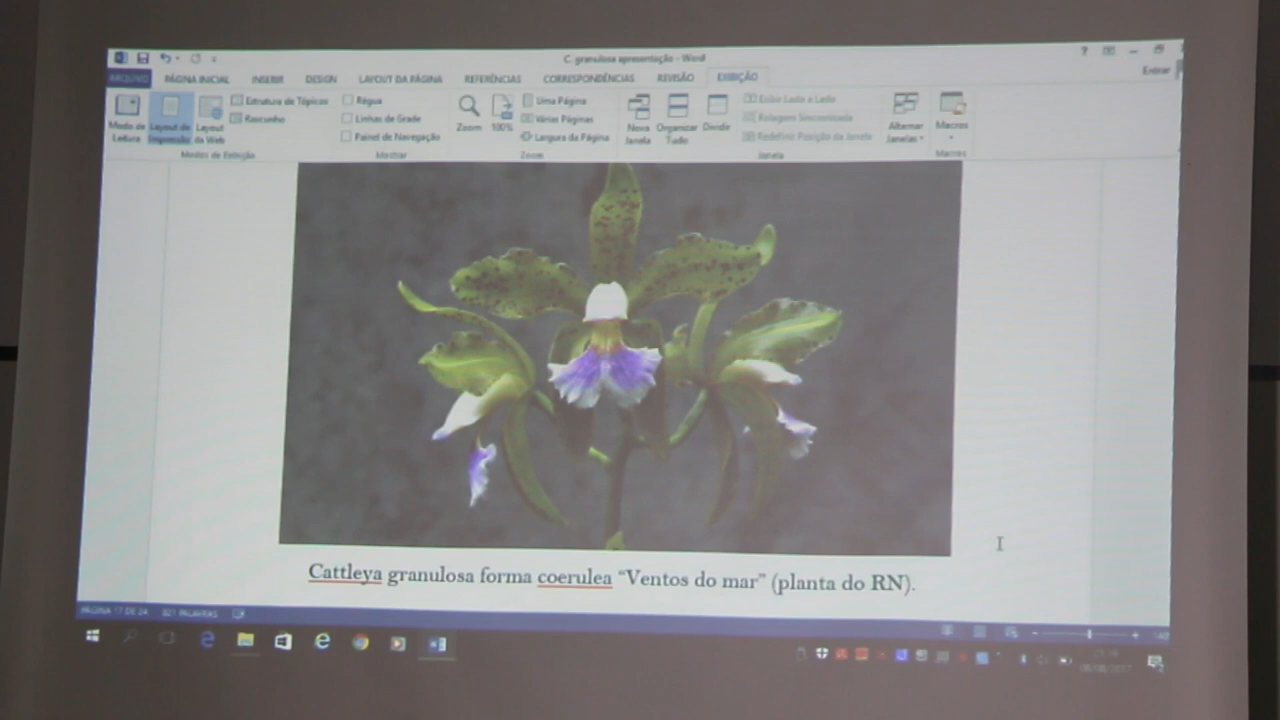 C. granulosa apresentação - Word
Entrar
ARQUIVO PÁGINA INICIAL INSERIR DESIGN LAYOUT DA PÁGINA REFERÊNCIAS CORRESPONDÊNCIAS REVISÃO EXIBIÇÃO
Modo de Leitura
Layout de Impressão
Layout da Web
Estrutura de Tópicos
Rascunho
Modos de Exibição
Régua
Linhas de Grade
Painel de Navegação
Mostrar
Zoom
100%
Uma Página
Várias Páginas
Largura da Página
Zoom
Nova Janela
Organizar Tudo
Dividir
Exibir Lado a Lado
Rolagem Sincronizada
Redefinir Posição da Janela
Janela
Alternar Janelas
Macros
Macros
Cattleya granulosa forma coerulea “Ventos do mar” (planta do RN).
PÁGINA 17 DE 24 821 PALAVRAS